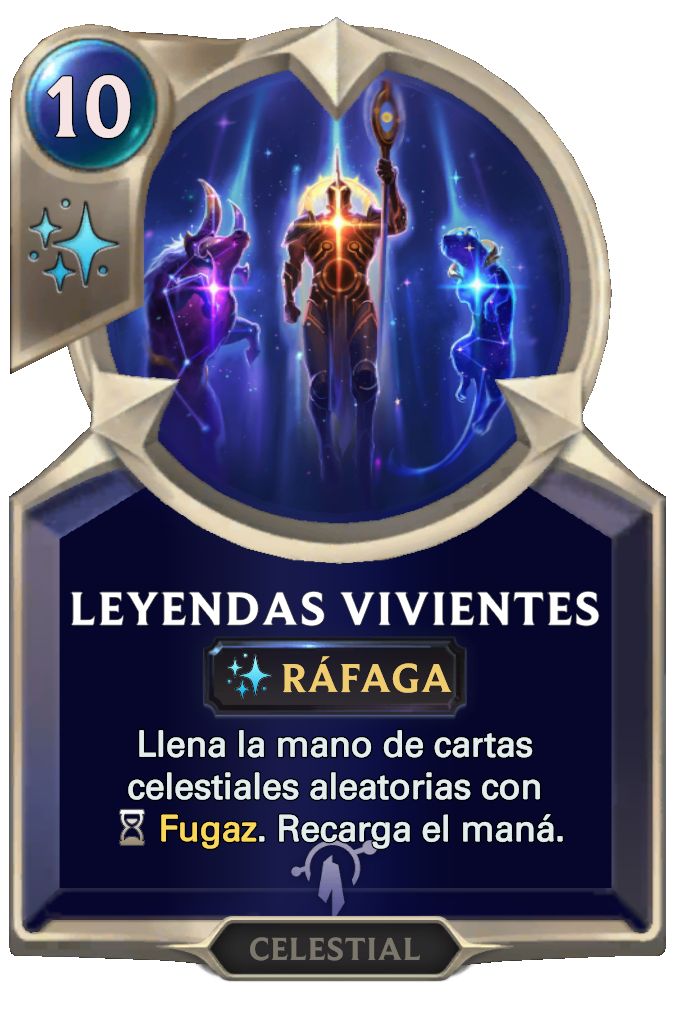 10
LEYENDAS VIVIENTES
RÁFAGA
Llena la mano de cartas
celestiales aleatorias con
Fugaz. Recarga el maná.
CELESTIAL